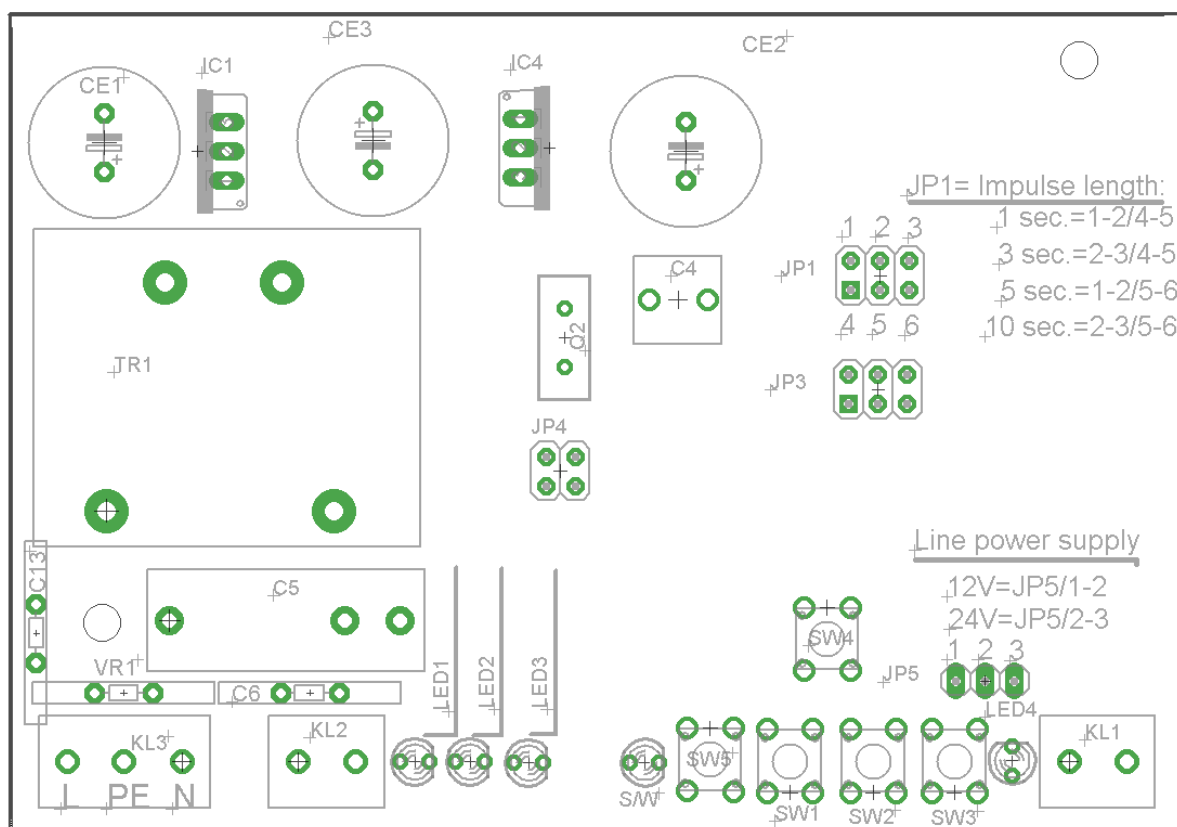 CE3
CE2
IC1
IC4
CE1
JP1= Impulse length:
1 sec.=1-2/4-5
1 2 3
3 sec.=2-3/4-5
C4
JP1
5 sec.=1-2/5-6
4 5 6
10 sec.=2-3/5-6
Q2
TR1
JP3
JP4
Line power supply
C13
C5
12V=JP5/1-2
24V=JP5/2-3
SW4
1 2 3
VR1
JP5
C6
LED1
LED2
LED3
LED4
KL3
KL2
SW5
KL1
L PE N
S/W
SW1
SW2
SW3